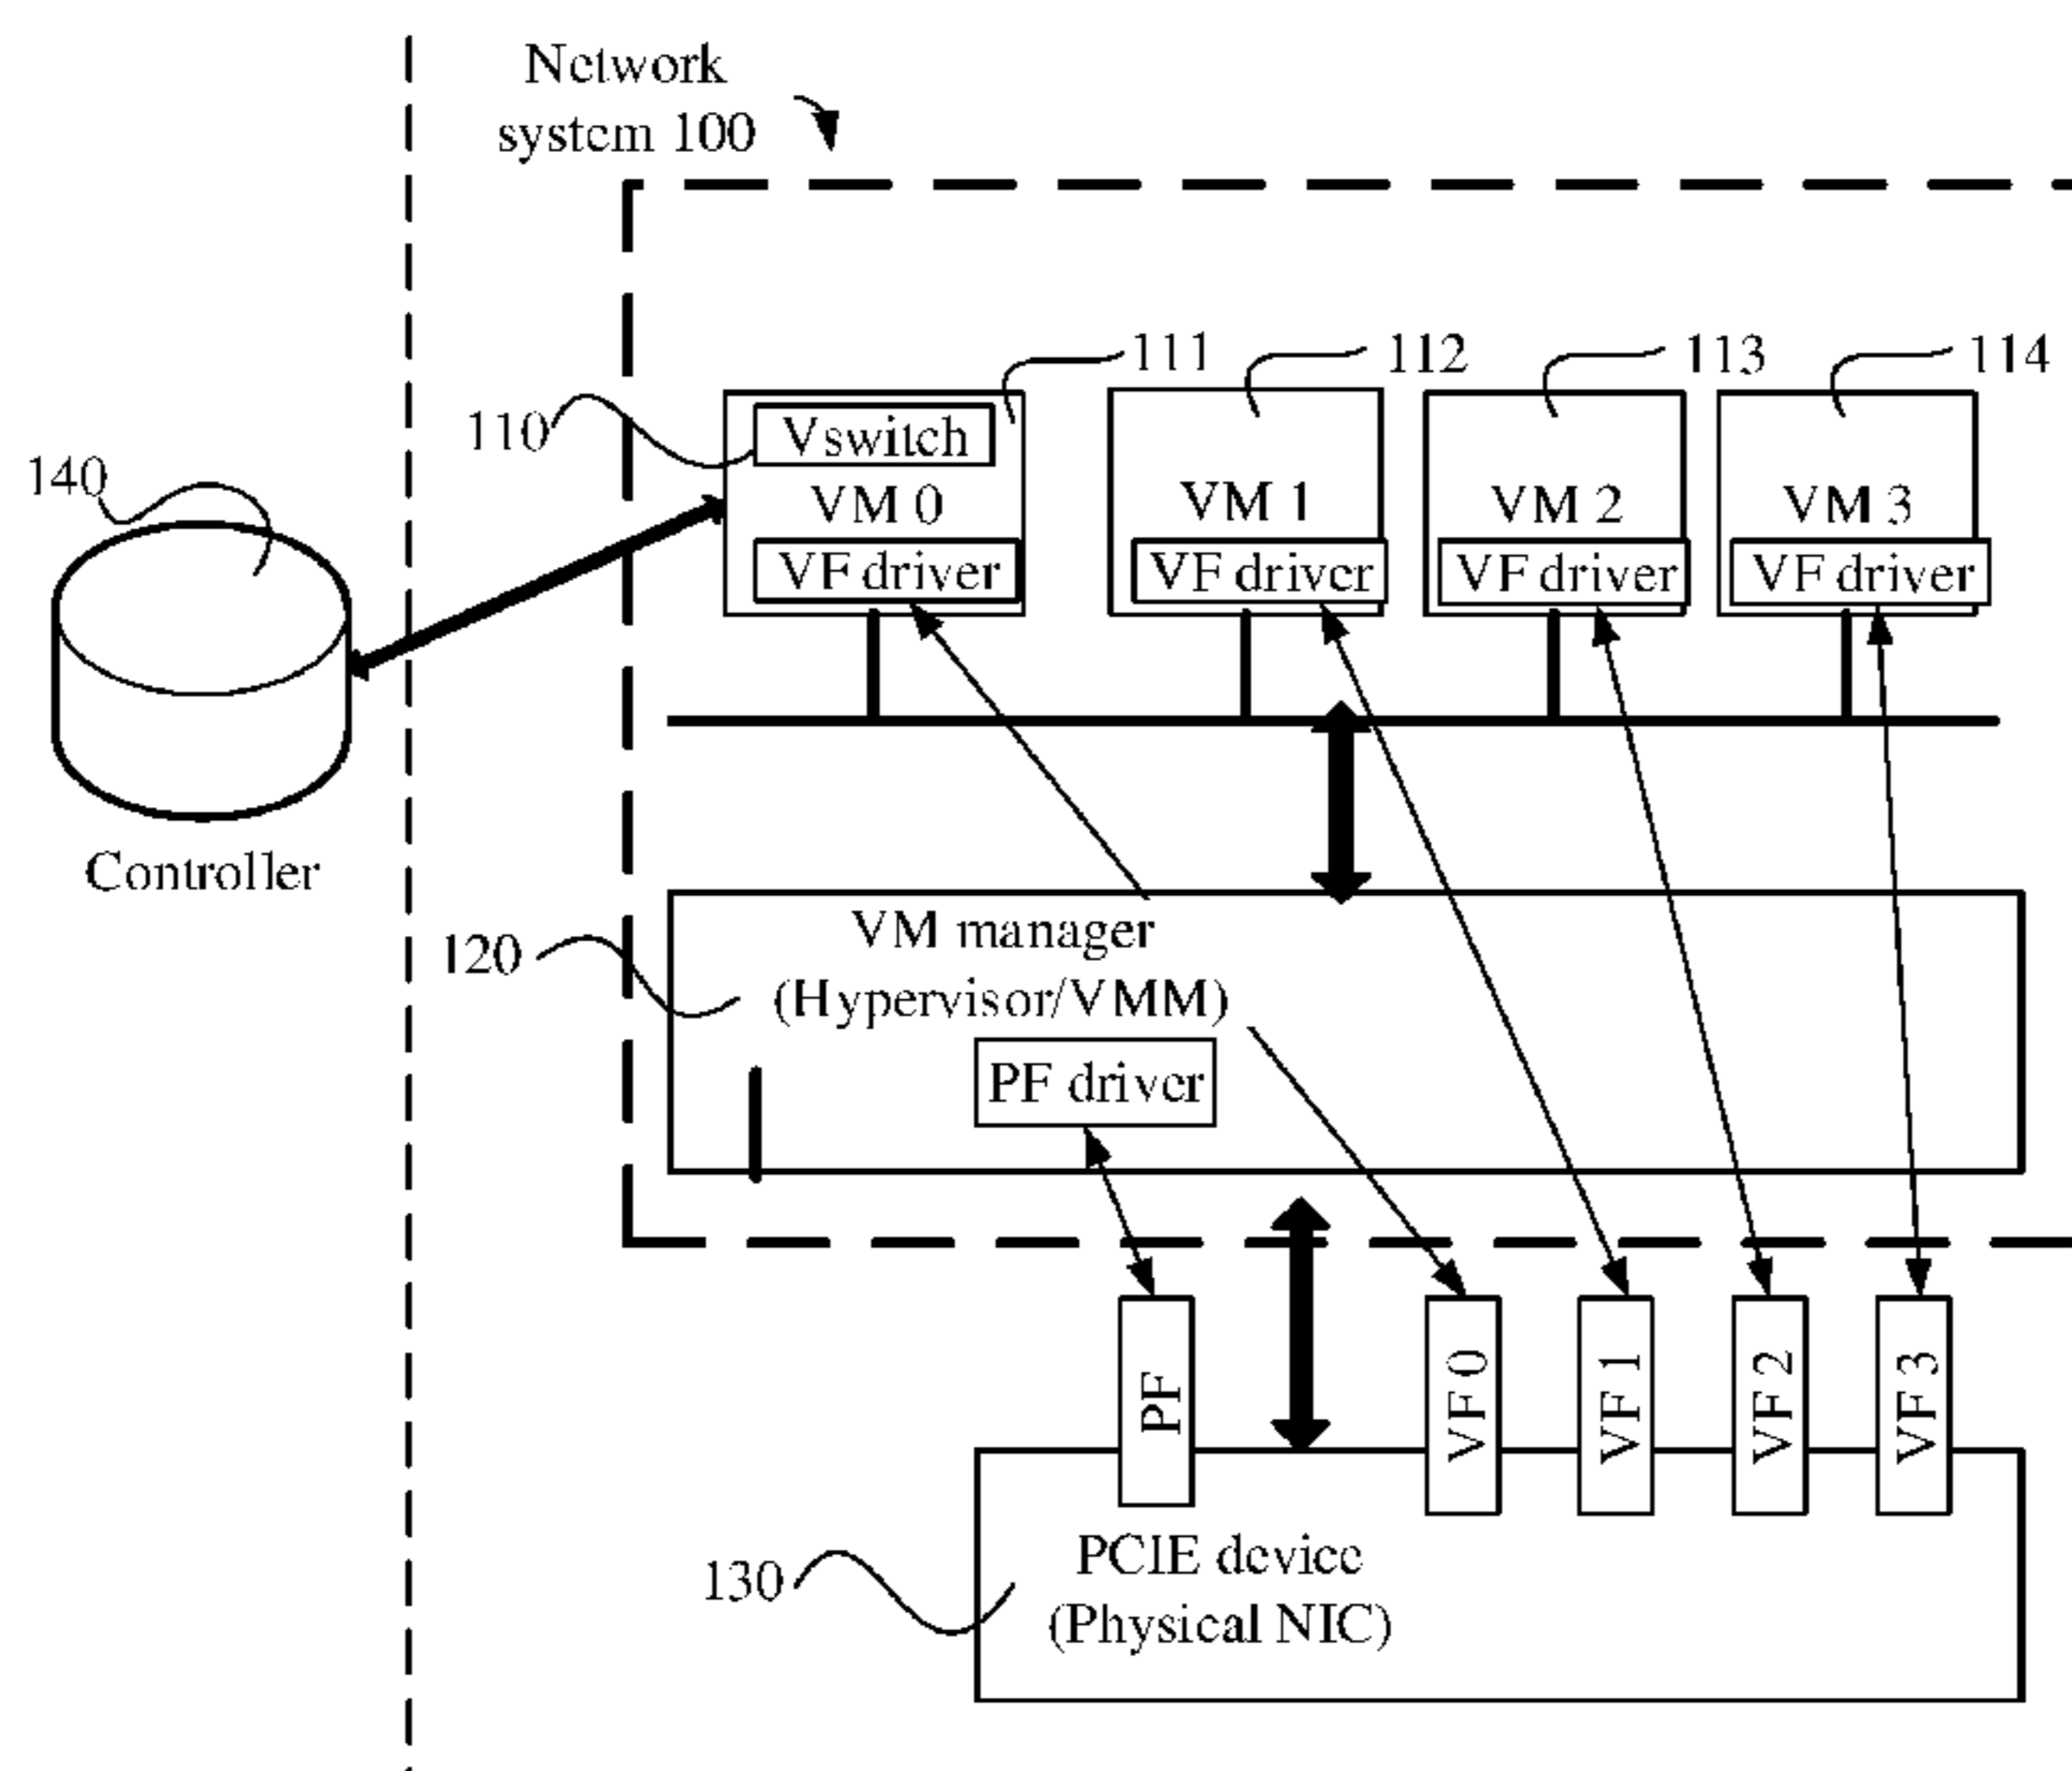 Network
system 100
111
112
113
114
110
Vswitch
VM 0
VM 1
VM 2
VM 3
VF driver
VF driver
VF driver
VF driver
140
Controller
120
VM manager
(Hypervisor/VMM)
PF driver
PF
VF 0
VF 1
VF 2
VF 3
130
PCIE device
(Physical NIC)